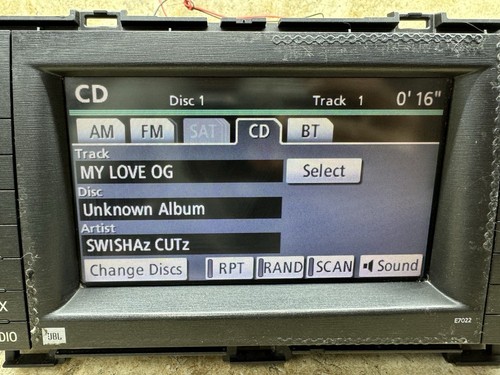 CD Disc 1 Track 1 0' 16"
AM FM SAT CD BT
Track
MY LOVE OG Select
Disc
Unknown Album
Artist
SWISHAz CUTz
Change Discs RPT RAND SCAN Sound
X
DIO
JBL
E7022